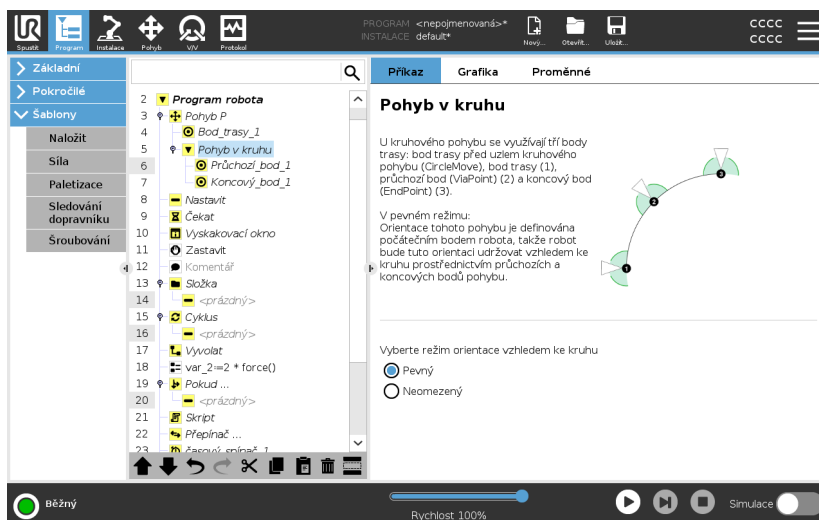 Spustit
Program
Instalace
Pohyb
V/V
Protokol
PROGRAM <nepojmenovaná>*
INSTALACE default*
Nový...
Otevřít...
Uložit...
CCCC
CCCC
Základní
Pokročilé
Šablony
Naložit
Síla
Paletizace
Sledování
dopravníku
Šroubování
2 Program robota
3 Pohyb P
4 Bod_trasy_1
5 Pohyb v kruhu
6 Průchozí_bod_1
7 Koncový_bod_1
8 Nastavit
9 Čekat
10 Vyskakovací okno
11 Zastavit
12 Komentář
13 Složka
14 <prázdný>
15 Cyklus
16 <prázdný>
17 Vyvolat
18 var_2:=2 * force()
19 Pokud ...
20 <prázdný>
21 Skript
22 Přepínač ...
23 časový_spínač_1
Příkaz
Grafika
Proměnné
Pohyb v kruhu
U kruhového pohybu se využívají tří body
trasy: bod trasy před uzlem kruhového
pohybu (CircleMove), bod trasy (1),
průchozí bod (ViaPoint) (2) a koncový bod
(EndPoint) (3).
V pevném režimu:
Orientace tohoto pohybu je definována
počátečním bodem robota, takže robot
bude tuto orientaci udržovat vzhledem ke
kruhu prostřednictvím průchozích a
koncových bodů pohybu.
3
2
1
Vyberte režim orientace vzhledem ke kruhu
Pevný
Neomezený
Běžný
Rychlost 100%
Simulace